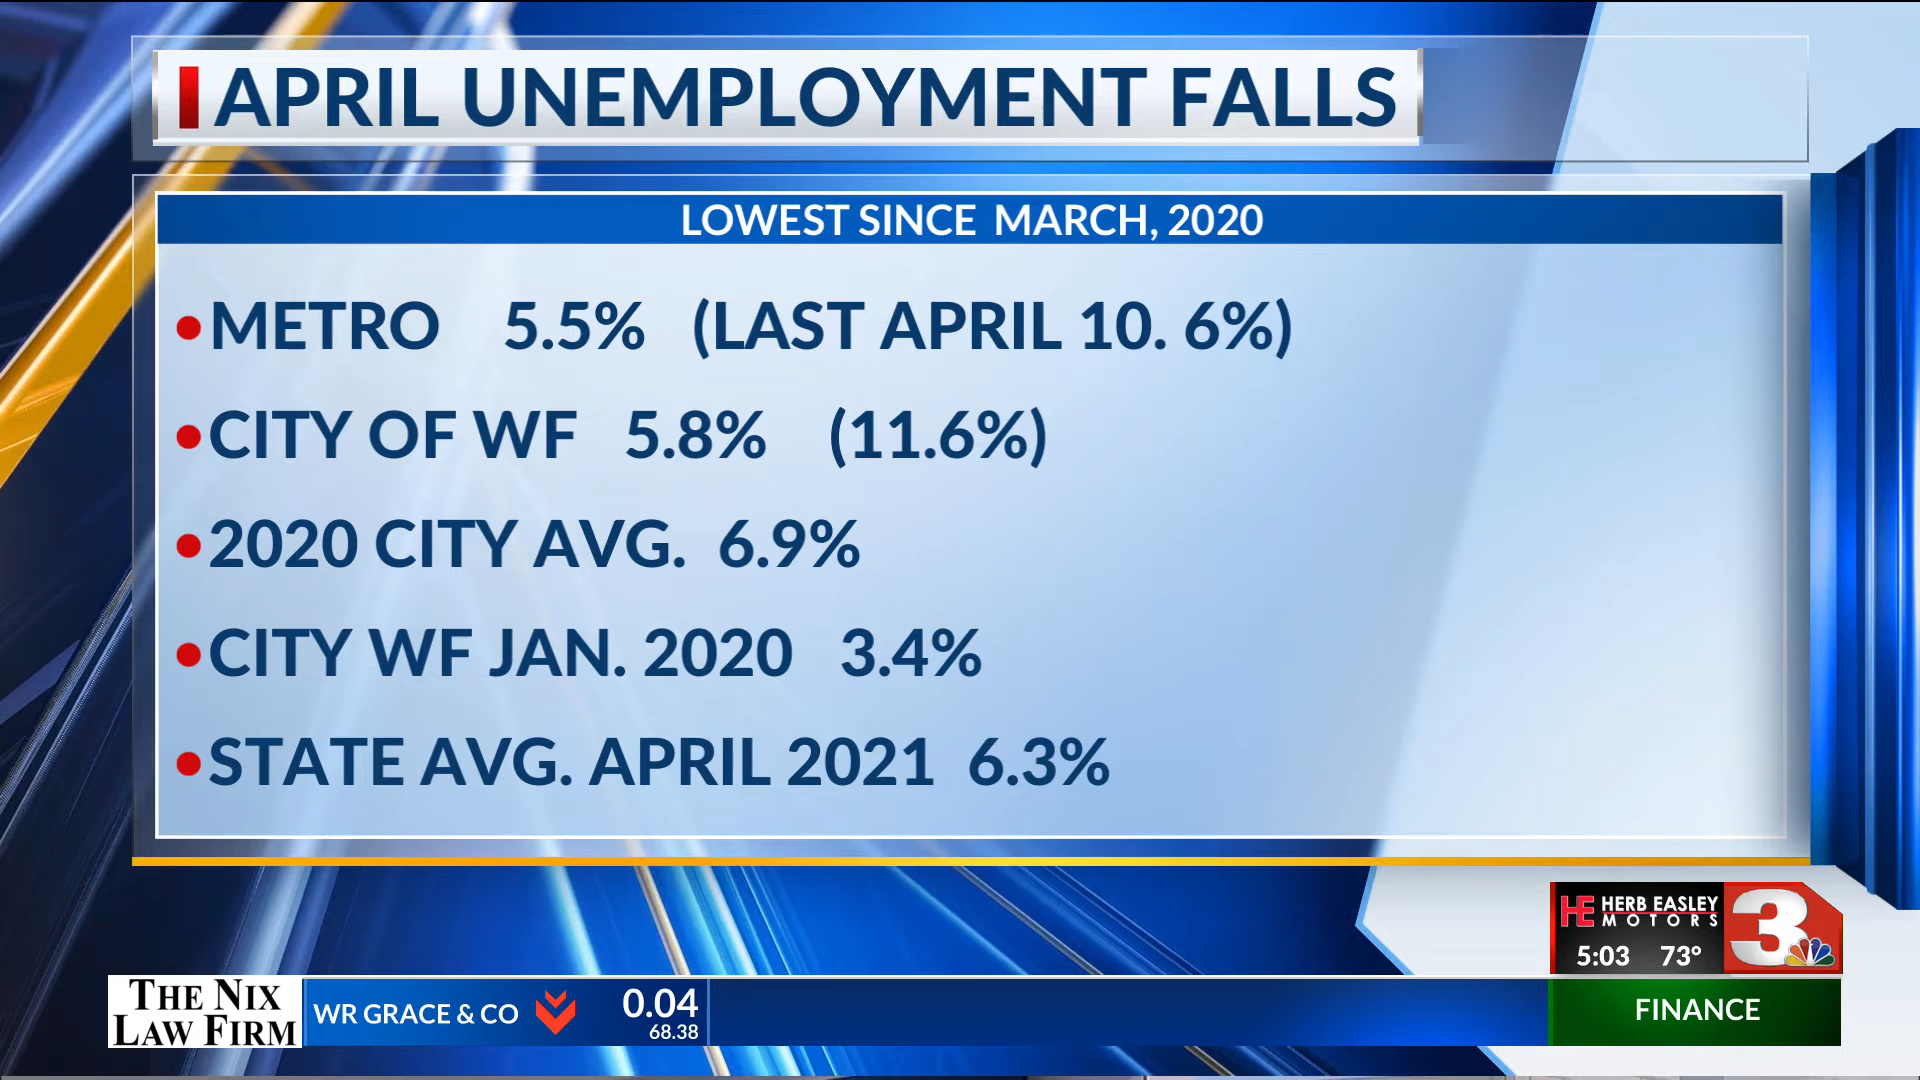 APRIL UNEMPLOYMENT FALLS
LOWEST SINCE MARCH, 2020
METRO 5.5% (LAST APRIL 10. 6%)
CITY OF WF 5.8% (11.6%)
2020 CITY AVG. 6.9%
CITY WF JAN. 2020 3.4%
STATE AVG. APRIL 2021 6.3%
HE HERB EASLEY
MOTORS
5:03 73°
3
THE NIX
LAW FIRM
WR GRACE & CO
0.04
68.38
FINANCE